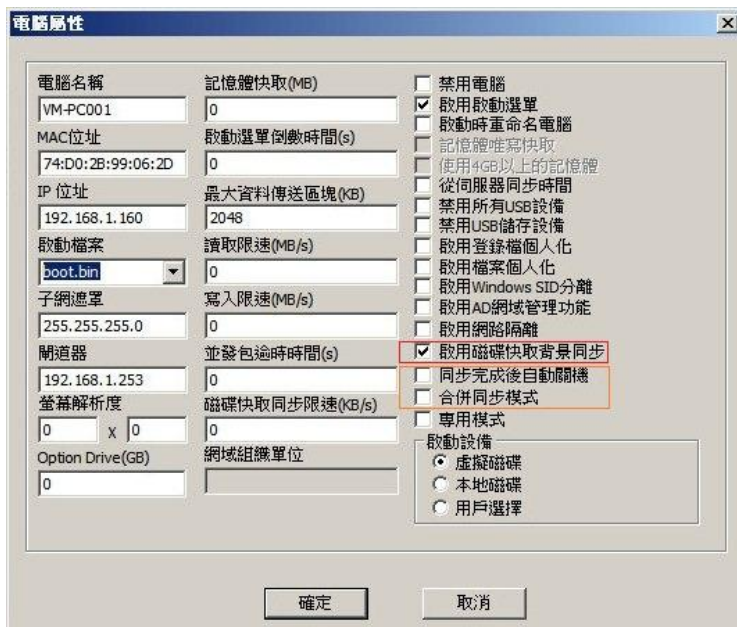 電腦屬性
電腦名稱
VM-PC001
MAC位址
74:D0:2B:99:06:2D
IP 位址
192.168.1.160
啟動檔案
boot.bin
子網遮罩
255.255.255.0
閘道器
192.168.1.253
螢幕解析度
0 x 0
Option Drive(GB)
0
記憶體快取(MB)
0
啟動選單倒數時間(s)
0
最大資料傳送區塊(KB)
2048
讀取限速(MB/s)
0
寫入限速(MB/s)
0
並發包逾時時間(s)
0
磁碟快取同步限速(KB/s)
0
網域組織單位
禁用電腦
啟用啟動選單
啟動時重命名電腦
記憶體唯寫快取
使用4GB以上的記憶體
從伺服器同步時間
禁用所有USB設備
禁用USB儲存設備
啟用登錄檔個人化
啟用檔案個人化
啟用Windows SID分離
啟用AD網域管理功能
啟用網路隔離
啟用磁碟快取背景同步
同步完成後自動關機
合併同步模式
專用模式
啟動設備
虛擬磁碟
本地磁碟
用戶選擇
確定
取消